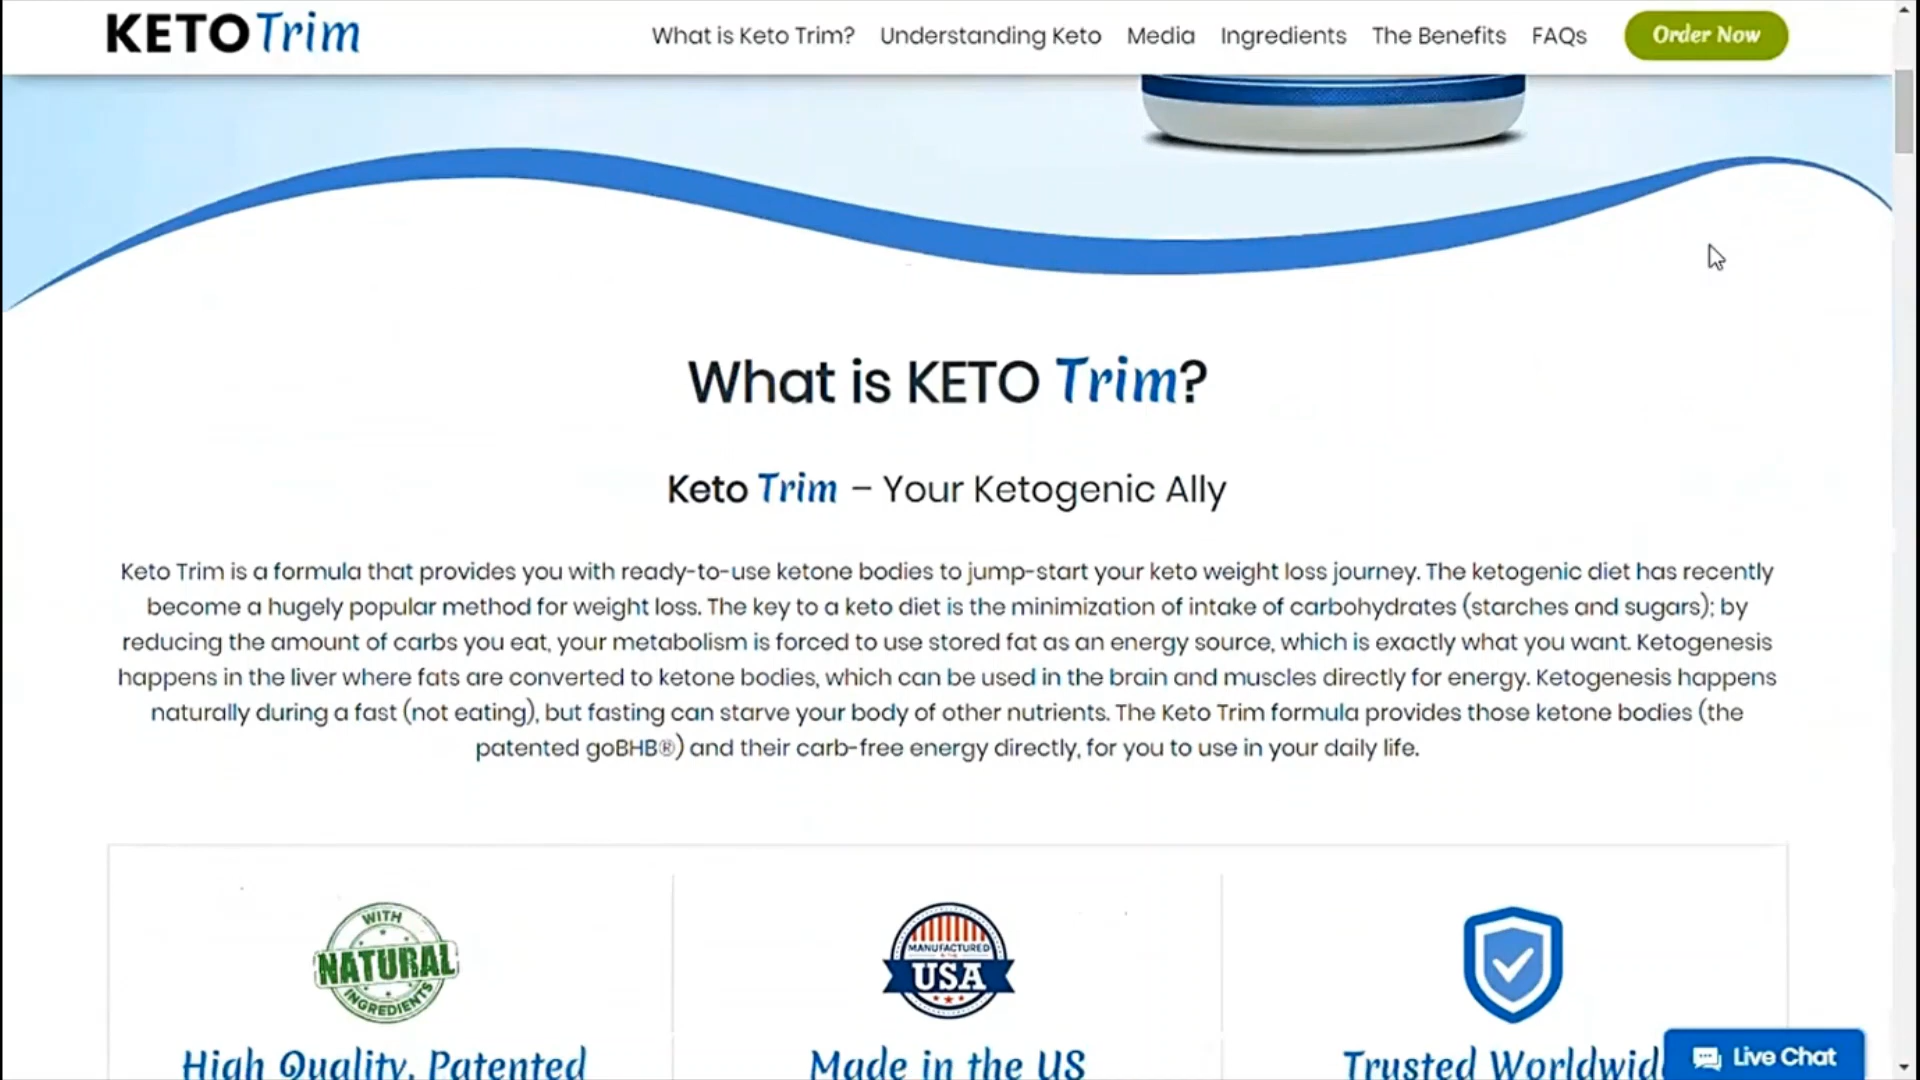 KETO Trim
What is Keto Trim? Understanding Keto Media Ingredients The Benefits FAQs Order Now
What is KETO Trim?
Keto Trim – Your Ketogenic Ally
Keto Trim is a formula that provides you with ready-to-use ketone bodies to jump-start your keto weight loss journey. The ketogenic diet has recently
become a hugely popular method for weight loss. The key to a keto diet is the minimization of intake of carbohydrates (starches and sugars); by
reducing the amount of carbs you eat, your metabolism is forced to use stored fat as an energy source, which is exactly what you want. Ketogenesis
happens in the liver where fats are converted to ketone bodies, which can be used in the brain and muscles directly for energy. Ketogenesis happens
naturally during a fast (not eating), but fasting can starve your body of other nutrients. The Keto Trim formula provides those ketone bodies (the
patented goBHB®) and their carb-free energy directly, for you to use in your daily life.
WITH
NATURAL
INGREDIENTS
MANUFACTURED
USA
High Quality, Patented
Made in the US
Trusted Worldwid
Live Chat